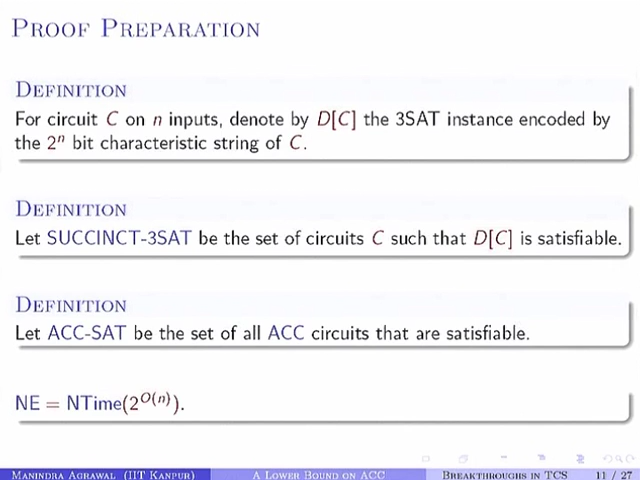 PROOF PREPARATION
DEFINITION
For circuit C on n inputs, denote by D[C] the 3SAT instance encoded by
the 2ⁿ bit characteristic string of C.
DEFINITION
Let SUCCINCT-3SAT be the set of circuits C such that D[C] is satisfiable.
DEFINITION
Let ACC-SAT be the set of all ACC circuits that are satisfiable.
NE = NTime(2^{O(n)}).
MANINDRA AGRAWAL (IIT KANPUR) A LOWER BOUND ON ACC BREAKTHROUGHS IN TCS 11 / 27